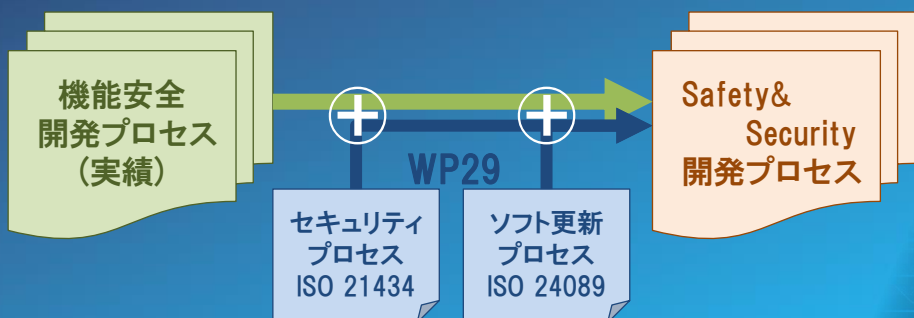 機能安全
開発プロセス
(実績)
WP29
セキュリティ
プロセス
ISO 21434
ソフト更新
プロセス
ISO 24089
Safety&
Security
開発プロセス